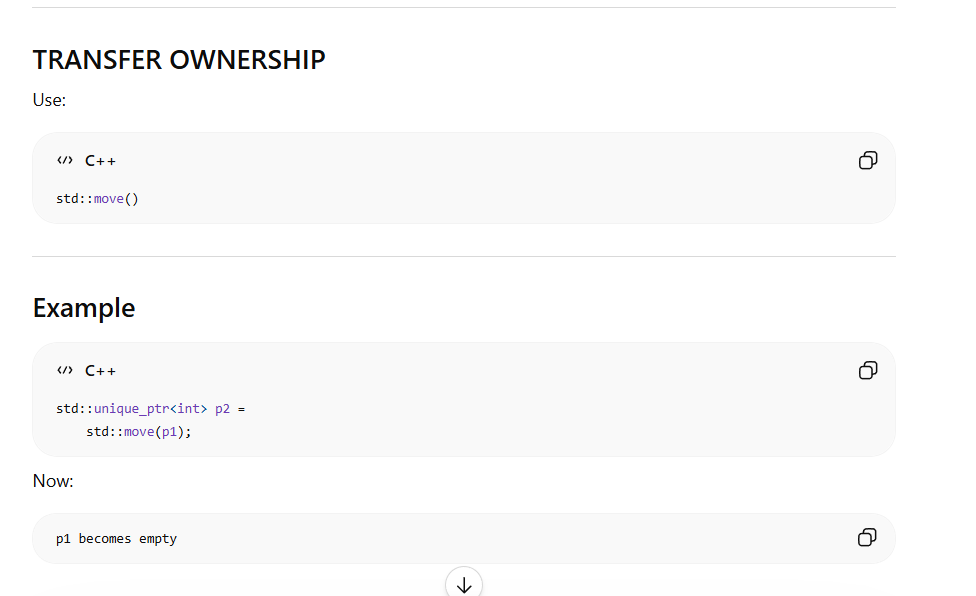 TRANSFER OWNERSHIP
Use:
C++
std::move()
Example
C++
std::unique_ptr<int> p2 =
    std::move(p1);
Now:
p1 becomes empty